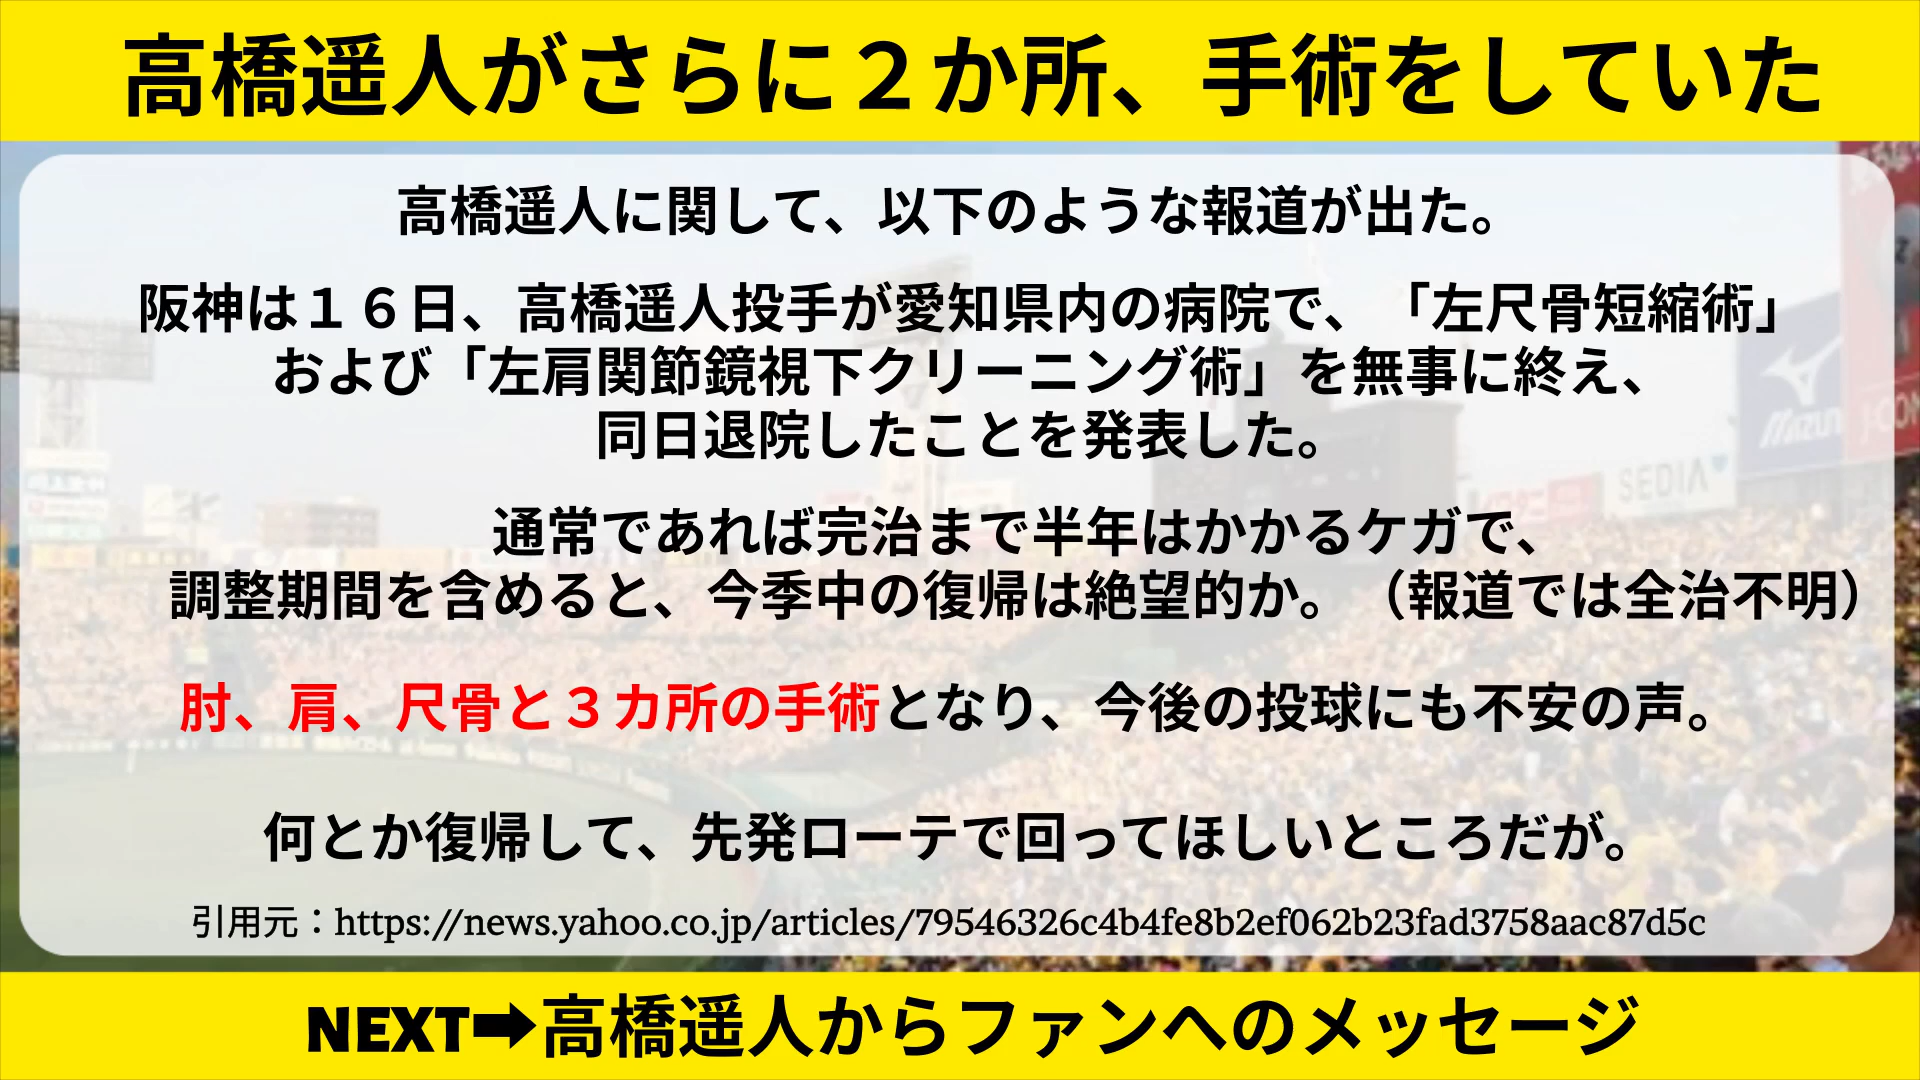 高橋遥人がさらに２か所、手術をしていた
高橋遥人に関して、以下のような報道が出た。
阪神は１６日、高橋遥人投手が愛知県内の病院で、「左尺骨短縮術」
および「左肩関節鏡視下クリーニング術」を無事に終え、
同日退院したことを発表した。
通常であれば完治まで半年はかかるケガで、
調整期間を含めると、今季中の復帰は絶望的か。（報道では全治不明）
肘、肩、尺骨と３カ所の手術となり、今後の投球にも不安の声。
何とか復帰して、先発ローテで回ってほしいところだが。
引用元：https://news.yahoo.co.jp/articles/79546326c4b4fe8b2ef062b23fad3758aac87d5c
NEXT➡高橋遥人からファンへのメッセージ
MIZUNO
J:COM
SEDIA